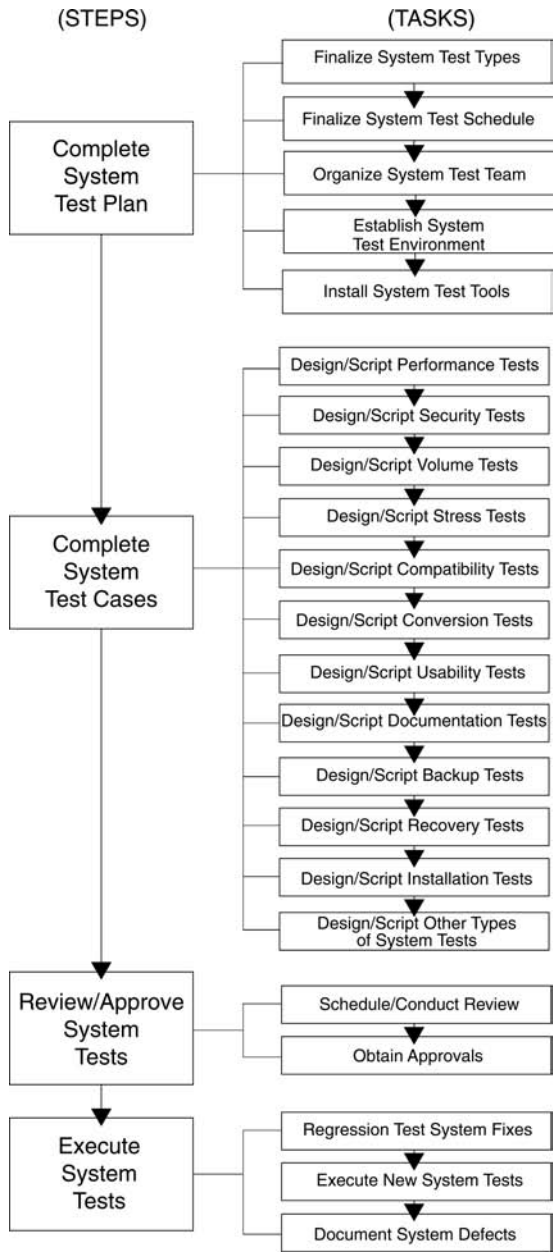 (STEPS)
(TASKS)
Complete
System
Test Plan
Finalize System Test Types
Finalize System Test Schedule
Organize System Test Team
Establish System
Test Environment
Install System Test Tools
Complete
System
Test Cases
Design/Script Performance Tests
Design/Script Security Tests
Design/Script Volume Tests
Design/Script Stress Tests
Design/Script Compatibility Tests
Design/Script Conversion Tests
Design/Script Usability Tests
Design/Script Documentation Tests
Design/Script Backup Tests
Design/Script Recovery Tests
Design/Script Installation Tests
Design/Script Other Types
of System Tests
Review/Approve
System
Tests
Schedule/Conduct Review
Obtain Approvals
Execute
System
Tests
Regression Test System Fixes
Execute New System Tests
Document System Defects